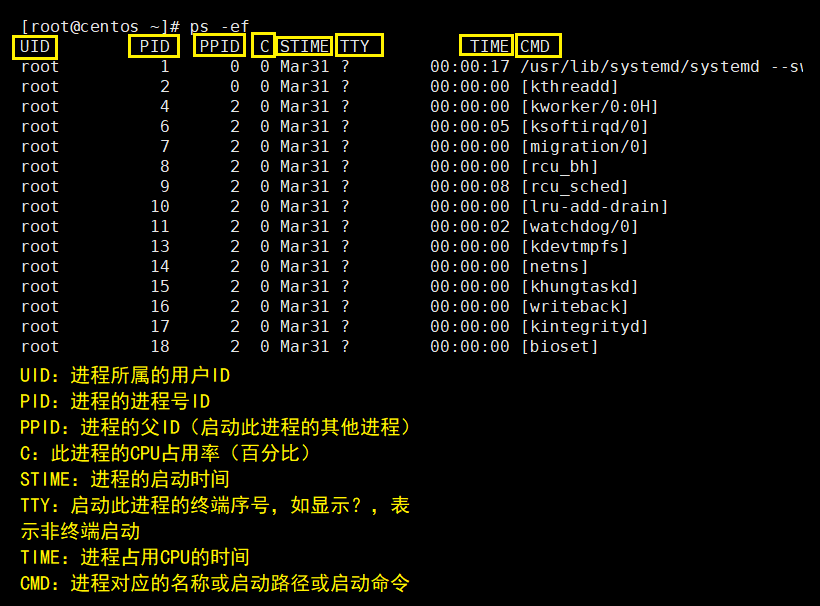 [root@centos ~]# ps -ef
UID PID PPID C STIME TTY TIME CMD
root 1 0 0 Mar31 ? 00:00:17 /usr/lib/systemd/systemd --sw
root 2 0 0 Mar31 ? 00:00:00 [kthreadd]
root 4 2 0 Mar31 ? 00:00:00 [kworker/0:0H]
root 6 2 0 Mar31 ? 00:00:05 [ksoftirqd/0]
root 7 2 0 Mar31 ? 00:00:00 [migration/0]
root 8 2 0 Mar31 ? 00:00:00 [rcu_bh]
root 9 2 0 Mar31 ? 00:00:08 [rcu_sched]
root 10 2 0 Mar31 ? 00:00:00 [lru-add-drain]
root 11 2 0 Mar31 ? 00:00:02 [watchdog/0]
root 13 2 0 Mar31 ? 00:00:00 [kdevtmpfs]
root 14 2 0 Mar31 ? 00:00:00 [netns]
root 15 2 0 Mar31 ? 00:00:00 [khungtaskd]
root 16 2 0 Mar31 ? 00:00:00 [writeback]
root 17 2 0 Mar31 ? 00:00:00 [kintegrityd]
root 18 2 0 Mar31 ? 00:00:00 [bioset]
UID：进程所属的用户ID
PID：进程的进程号ID
PPID：进程的父ID（启动此进程的其他进程）
C：此进程的CPU占用率（百分比）
STIME：进程的启动时间
TTY：启动此进程的终端序号，如显示？，表
示非终端启动
TIME：进程占用CPU的时间
CMD：进程对应的名称或启动路径或启动命令